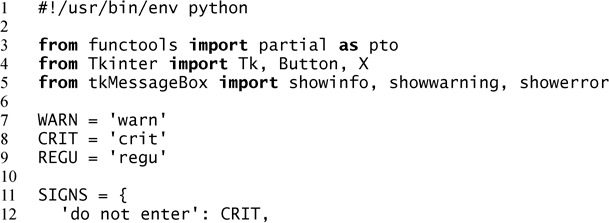 1 #!/usr/bin/env python
2
3 from functools import partial as pto
4 from Tkinter import Tk, Button, X
5 from tkMessageBox import showinfo, showwarning, showerror
6
7 WARN = 'warn'
8 CRIT = 'crit'
9 REGU = 'regu'
10
11 SIGNS = {
12 'do not enter': CRIT,